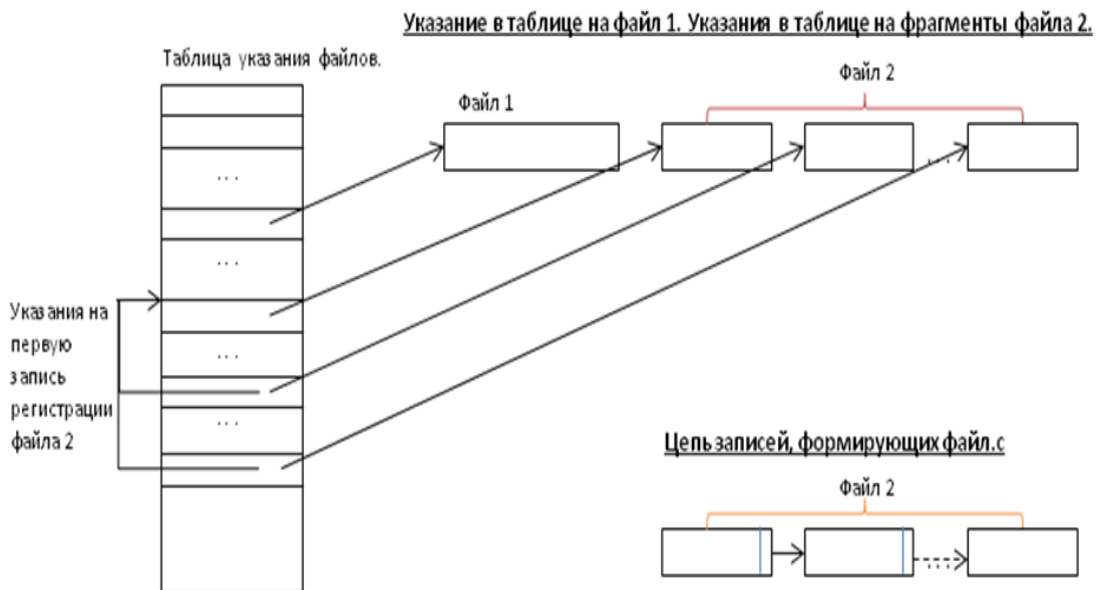 Указание в таблице на файл 1. Указания в таблице на фрагменты файла 2.
Таблица указания файлов.
Файл 2
Файл 1
...
...
...
Указания на
первую
запись
регистрации
файла 2
...
...
Цепь записей, формирующих файл.с
Файл 2
...